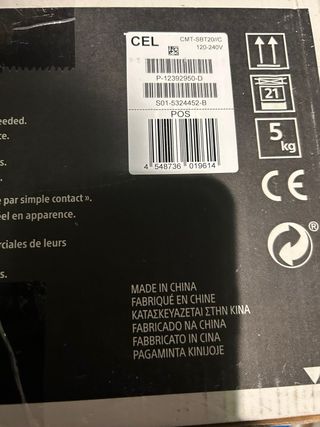 CEL CMT-SBT20//C
120-240V
P-12392950-D
S01-5324452-B
POS
4 548736 019614
21
5
kg
CE
®
eeded.
ce.
s.
.
e par simple contact ».
éel en apparence.
rciales de leurs
s.
MADE IN CHINA
FABRIQUÉ EN CHINE
ΚΑΤΑΣΚΕΥΑΖΕΤΑΙ ΣΤΗΝ ΚΙΝΑ
FABRICADO NA CHINA
FABBRICATO IN CINA
PAGAMINTA KINIJOJE